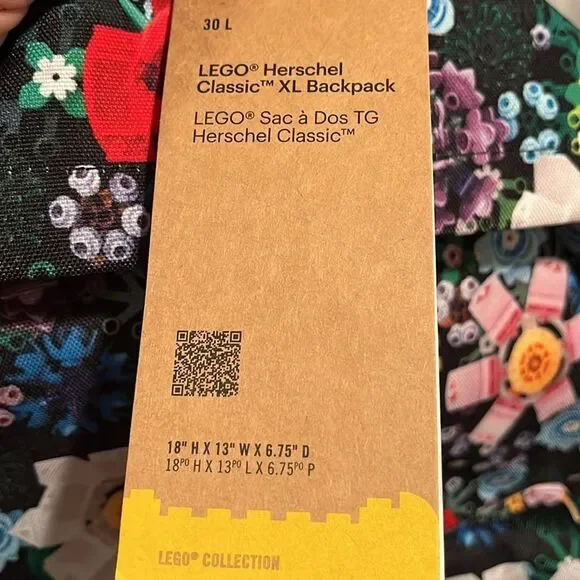 30 L
LEGO® Herschel
Classic™ XL Backpack
LEGO® Sac à Dos TG
Herschel Classic™
18" H X 13" W X 6.75" D
18ᴾᴼ H X 13ᴾᴼ L X 6.75ᴾᴼ P
LEGO® COLLECTION